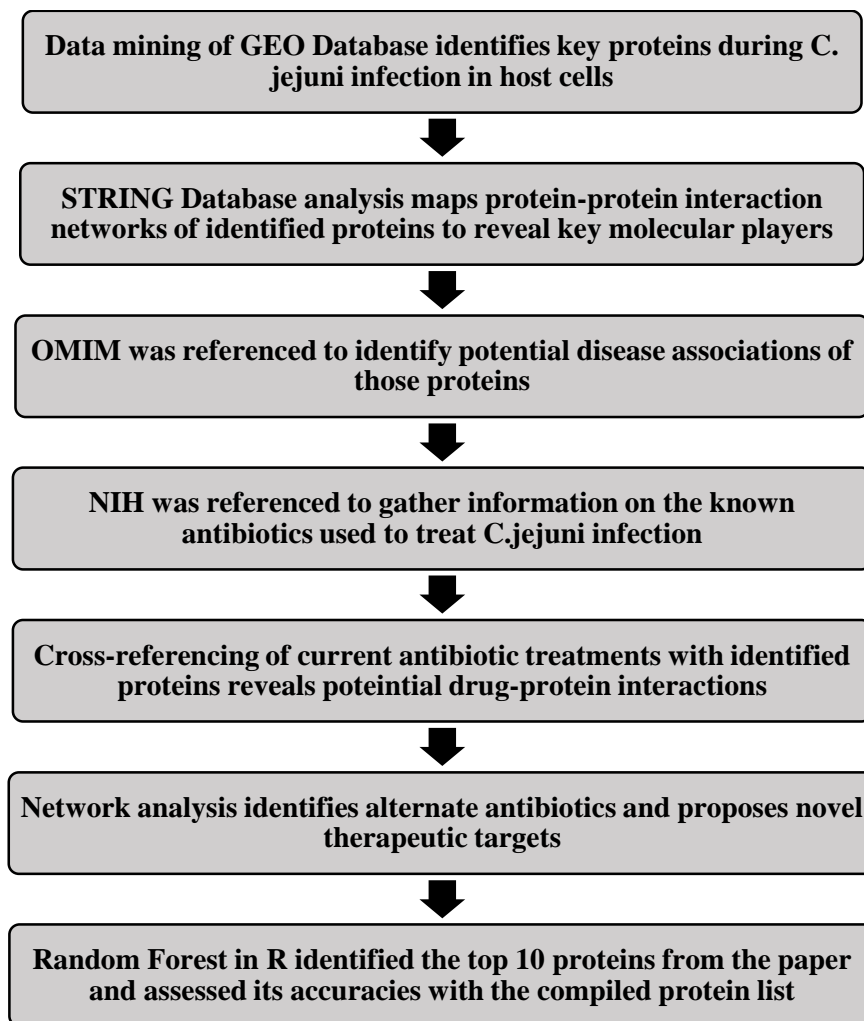 Data mining of GEO Database identifies key proteins during C.
jejuni infection in host cells
STRING Database analysis maps protein-protein interaction
networks of identified proteins to reveal key molecular players
OMIM was referenced to identify potential disease associations of
those proteins
NIH was referenced to gather information on the known
antibiotics used to treat C.jejuni infection
Cross-referencing of current antibiotic treatments with identified
proteins reveals poteintial drug-protein interactions
Network analysis identifies alternate antibiotics and proposes novel
therapeutic targets
Random Forest in R identified the top 10 proteins from the paper
and assessed its accuracies with the compiled protein list